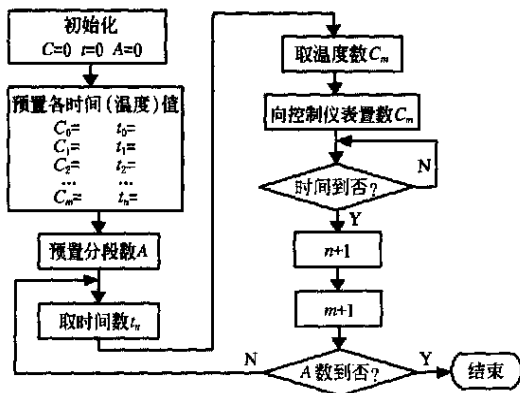 初始化
C=0 t=0 A=0
预置各时间(温度)值
C₀= t₀=
C₁= t₁=
C₂= t₂=
… …
Cₘ= tₙ=
预置分段数A
取时间数tₙ
取温度数Cₘ
向控制仪表置数Cₘ
时间到否?
N
Y
n+1
m+1
A数到否?
N
Y
结束